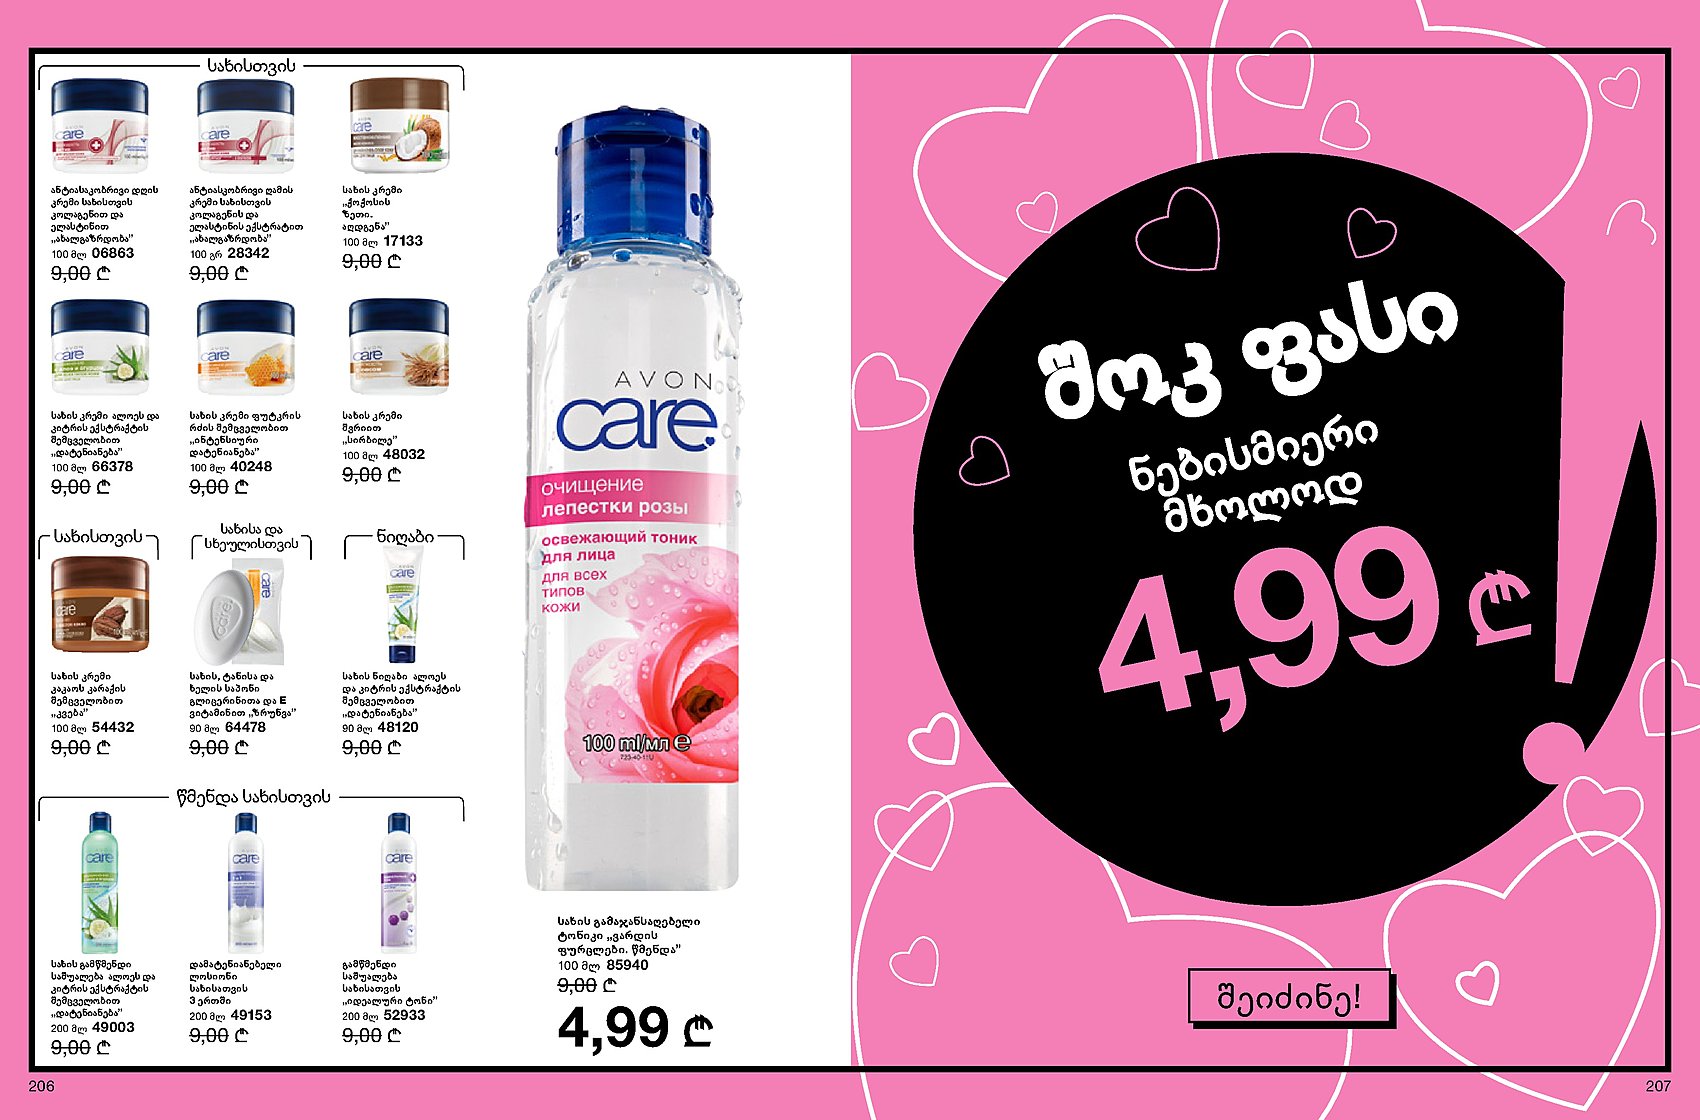 სახისთვის
ანტიასაკობრივი დღის
კრემი სახისთვის
კოლაგენით და
ელასტინით
„ახალგაზრდობა”
100 მლ 06863
9,00 ₾
ანტიასკობრივი ღამის
კრემი სახისთვის
კოლაგენის და
ელასტინის ექსტრატით
„ახალგაზრდობა”
100 გრ 28342
9,00 ₾
სახის კრემი
„ქოქოსის
ზეთი.
აღდგენა”
100 მლ 17133
9,00 ₾
სახის კრემი ალოეს და
კიტრის ექსტრაქტის
შემცველობით
„დატენიანება”
100 მლ 66378
9,00 ₾
სახის კრემი ფუტკრის
რძის შემცველობით
„ინტენსიური
დატენიანება”
100 მლ 40248
9,00 ₾
სახის კრემი
შვრიით
„სირბილე”
100 მლ 48032
9,00 ₾
სახისთვის
სახის კრემი
კაკაოს კარაქის
შემცველობით
„კვება”
100 მლ 54432
9,00 ₾
სახისა და
სხეულისთვის
სახის, ტანისა და
ხელის საპონი
გლიცერინითა და E
ვიტამინით „ზრუნვა”
90 მლ 64478
9,00 ₾
ნიღაბი
სახის ნიღაბი ალოეს
და კიტრის ექსტრაქტის
შემცველობით
„დატენიანება”
90 მლ 48120
9,00 ₾
წმენდა სახისთვის
სახის გამწმენდი
საშუალება ალოეს და
კიტრის ექსტრაქტის
შემცველობით
„დატენიანება”
200 მლ 49003
9,00 ₾
დამატენიანებელი
ლოსიონი
სახისათვის
3 ერთში
200 მლ 49153
9,00 ₾
გამწმენდი
საშუალება
სახისათვის
„იდეალური ტონი”
200 მლ 52933
9,00 ₾
AVON
care
ОЧИЩЕНИЕ
ЛЕПЕСТКИ РОЗЫ
ОСВЕЖАЮЩИЙ ТОНИК
ДЛЯ ЛИЦА
ДЛЯ ВСЕХ
ТИПОВ
КОЖИ
100 ml/мл e
სახის გამაჯანსაღებელი
ტონიკი „ვარდის
ფურცლები. წმენდა”
100 მლ 85940
9,00 ₾
4,99 ₾
შოკ ფასი
ნებისმიერი
მხოლოდ
4,99 ₾
შეიძინე!
206
207